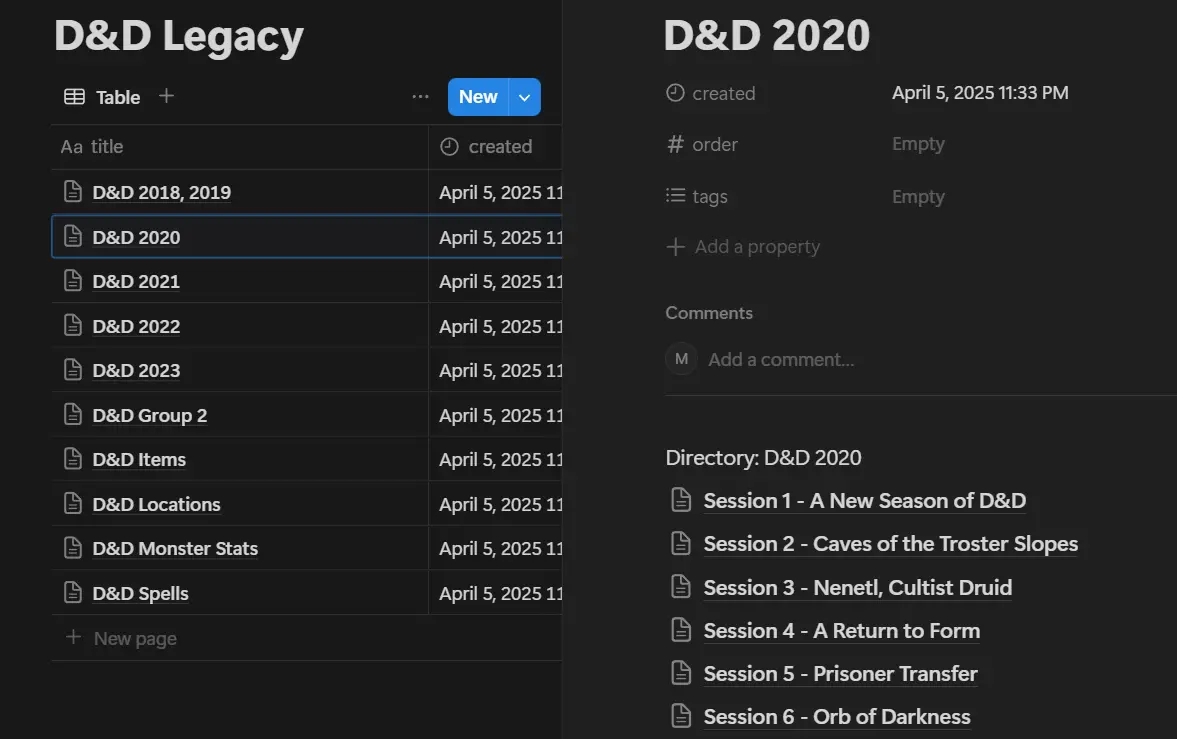 D&D Legacy
Table
New
Aa title
created
D&D 2018, 2019
April 5, 2025 11
D&D 2020
April 5, 2025 11
D&D 2021
April 5, 2025 11
D&D 2022
April 5, 2025 11
D&D 2023
April 5, 2025 11
D&D Group 2
April 5, 2025 11
D&D Items
April 5, 2025 11
D&D Locations
April 5, 2025 11
D&D Monster Stats
April 5, 2025 11
D&D Spells
April 5, 2025 11
+ New page
D&D 2020
created
April 5, 2025 11:33 PM
# order
Empty
tags
Empty
+ Add a property
Comments
M
Add a comment...
Directory: D&D 2020
Session 1 - A New Season of D&D
Session 2 - Caves of the Troster Slopes
Session 3 - Nenetl, Cultist Druid
Session 4 - A Return to Form
Session 5 - Prisoner Transfer
Session 6 - Orb of Darkness